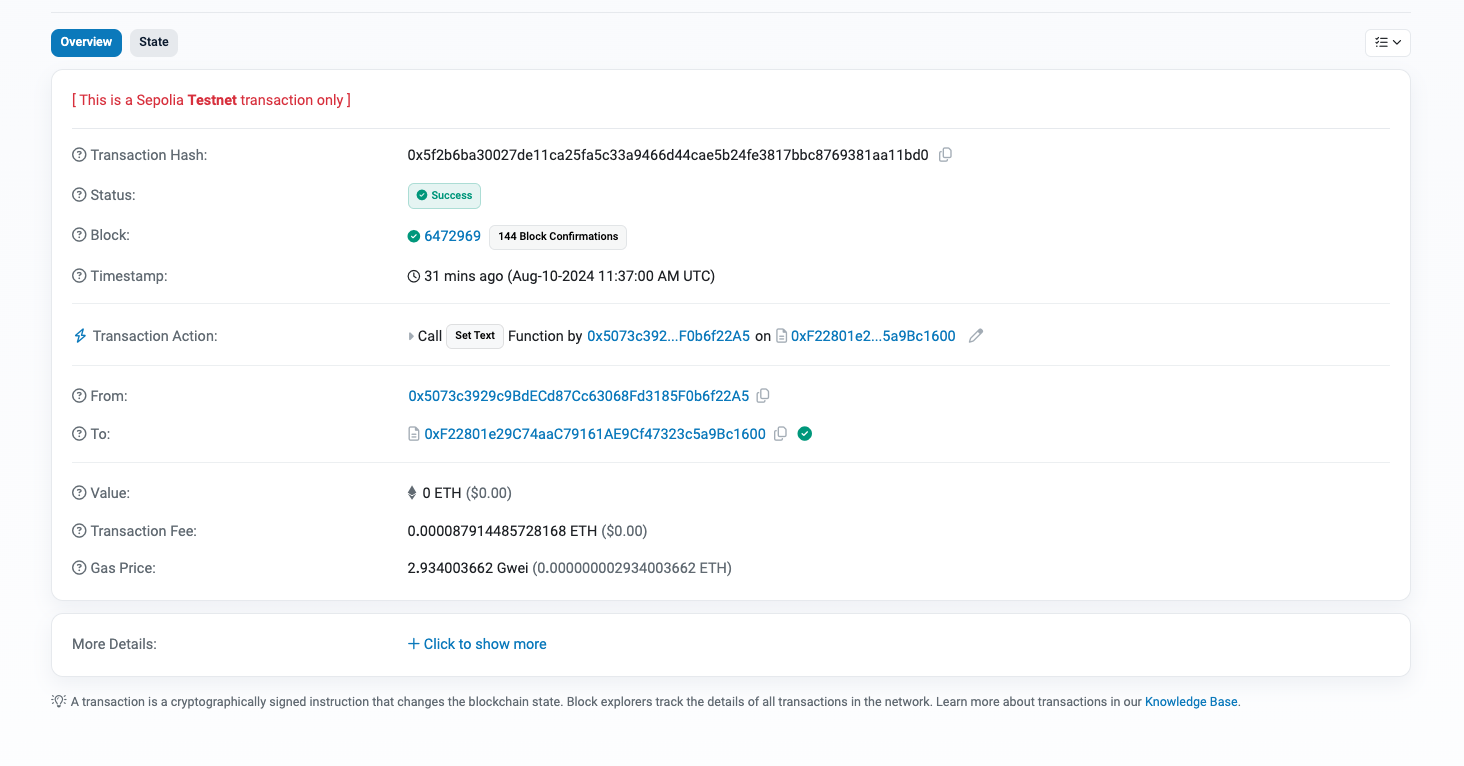 Overview State
[ This is a Sepolia Testnet transaction only ]
Transaction Hash: 0x5f2b6ba30027de11ca25fa5c33a9466d44cae5b24fe3817bbc8769381aa11bd0
Status: Success
Block: 6472969 144 Block Confirmations
Timestamp: 31 mins ago (Aug-10-2024 11:37:00 AM UTC)
Transaction Action: Call Set Text Function by 0x5073c392...F0b6f22A5 on 0xF22801e2...5a9Bc1600
From: 0x5073c3929c9BdECd87Cc63068Fd3185F0b6f22A5
To: 0xF22801e29C74aaC79161AE9Cf47323c5a9Bc1600
Value: 0 ETH ($0.00)
Transaction Fee: 0.000087914485728168 ETH ($0.00)
Gas Price: 2.934003662 Gwei (0.000000002934003662 ETH)
More Details: + Click to show more
A transaction is a cryptographically signed instruction that changes the blockchain state. Block explorers track the details of all transactions in the network. Learn more about transactions in our Knowledge Base.